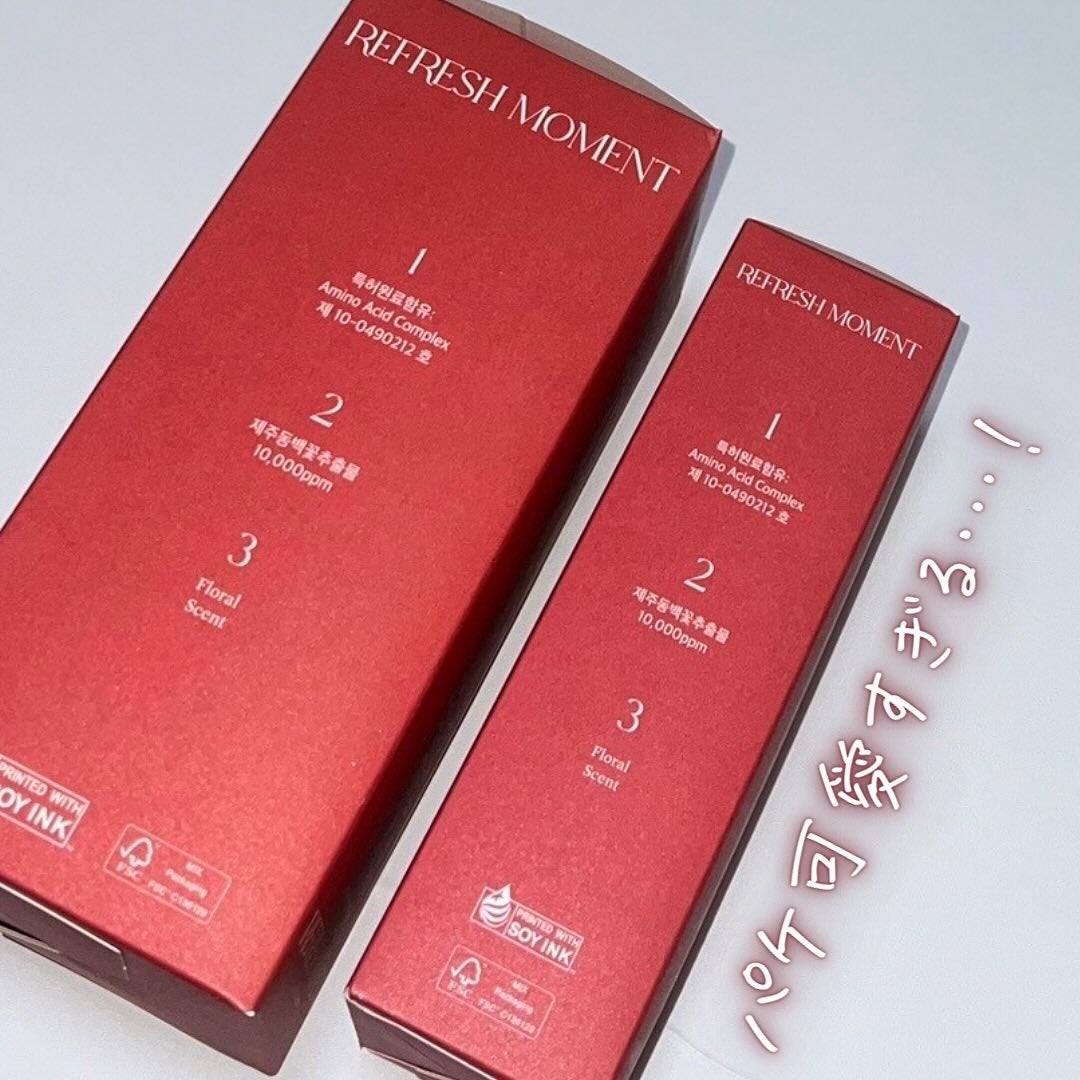 REFRESH MOMENT
1
특허원료함유:
Amino Acid Complex
제 10-0490212 호
2
제주동백꽃추출물
10,000ppm
3
Floral
Scent
PRINTED WITH
SOY INK
FSC
MIX
Packaging
FSC® C136129
REFRESH MOMENT
1
특허원료함유:
Amino Acid Complex
제 10-0490212 호
2
제주동백꽃추출물
10,000ppm
3
Floral
Scent
PRINTED WITH
SOY INK
FSC
MIX
Packaging
FSC® C136129
パケ可愛すぎる...!